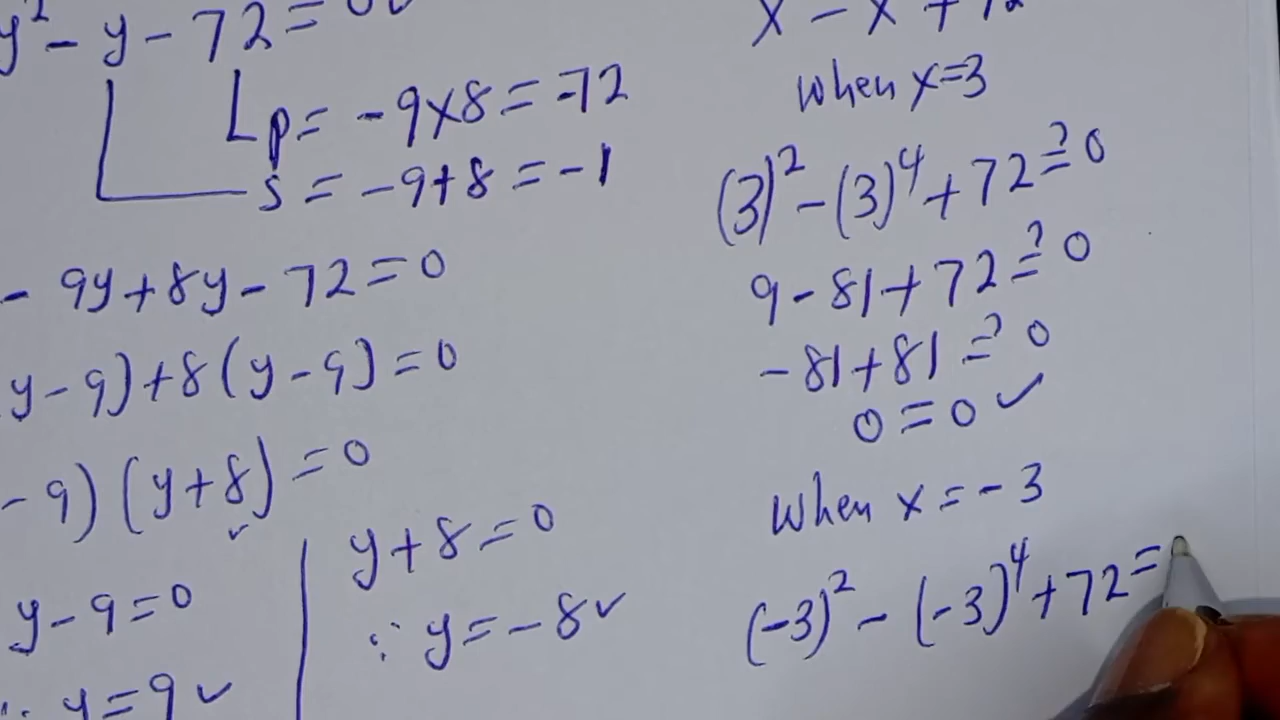 y² - y - 72 = 0✓
p = -9×8 = -72
s = -9+8 = -1
- 9y + 8y - 72 = 0
y - 9) + 8(y - 9) = 0
- 9)(y + 8) = 0
y - 9 = 0
∴ y = 9✓
y + 8 = 0
∵ y = -8✓
x - x + 72
when x=3
(3)² - (3)⁴ + 72 ≟ 0
9 - 81 + 72 ≟ 0
-81 + 81 ≟ 0
0 = 0 ✓
when x = -3
(-3)² - (-3)⁴ + 72 =